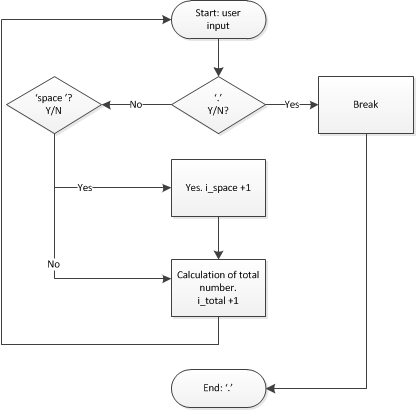 Start: user
input
'space '?
Y/N
No
'.'
Y/N?
Yes
Break
Yes
Yes. i_space +1
No
Calculation of total
number.
i_total +1
End: '.'